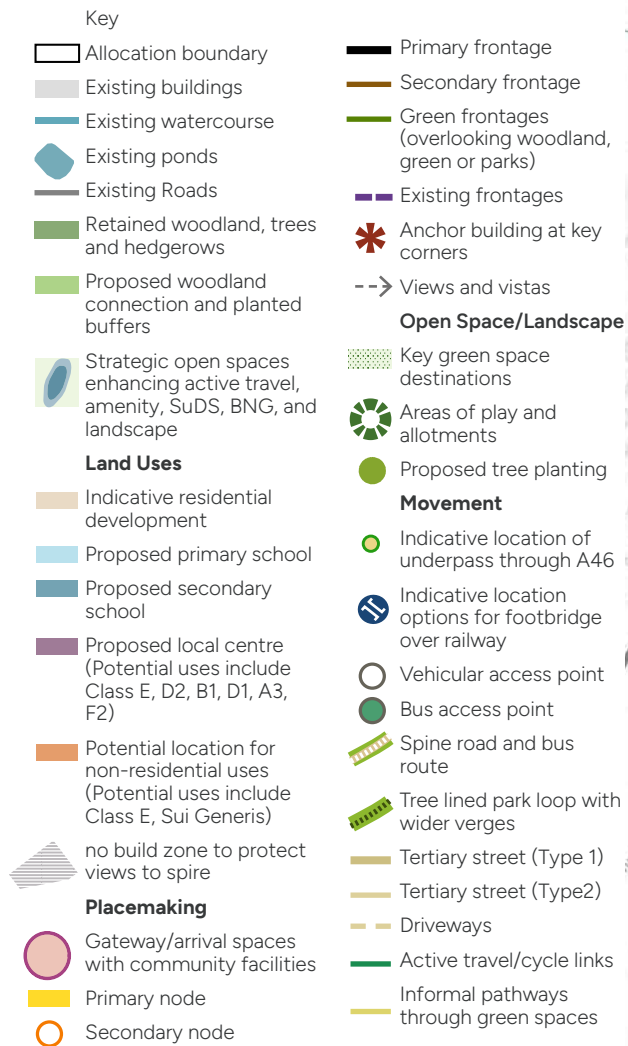 Key
Allocation boundary
Existing buildings
Existing watercourse
Existing ponds
Existing Roads
Retained woodland, trees
and hedgerows
Proposed woodland
connection and planted
buffers
Strategic open spaces
enhancing active travel,
amenity, SuDS, BNG, and
landscape
Land Uses
Indicative residential
development
Proposed primary school
Proposed secondary
school
Proposed local centre
(Potential uses include
Class E, D2, B1, D1, A3,
F2)
Potential location for
non-residential uses
(Potential uses include
Class E, Sui Generis)
no build zone to protect
views to spire
Placemaking
Gateway/arrival spaces
with community facilities
Primary node
Secondary node
Primary frontage
Secondary frontage
Green frontages
(overlooking woodland,
green or parks)
Existing frontages
Anchor building at key
corners
Views and vistas
Open Space/Landscape
Key green space
destinations
Areas of play and
allotments
Proposed tree planting
Movement
Indicative location of
underpass through A46
Indicative location
options for footbridge
over railway
Vehicular access point
Bus access point
Spine road and bus
route
Tree lined park loop with
wider verges
Tertiary street (Type 1)
Tertiary street (Type2)
Driveways
Active travel/cycle links
Informal pathways
through green spaces